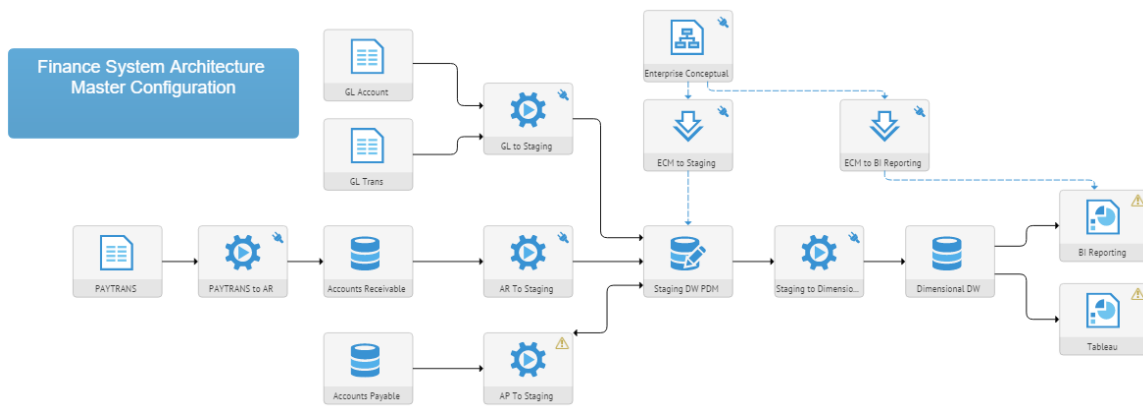 Finance System Architecture
Master Configuration
GL Account
Enterprise Conceptual
GL to Staging
ECM to Staging
ECM to BI Reporting
GL Trans
PAYTRANS
PAYTRANS to AR
Accounts Receivable
AR To Staging
Staging DW PDM
Staging to Dimensio...
Dimensional DW
BI Reporting
Accounts Payable
AP To Staging
Tableau